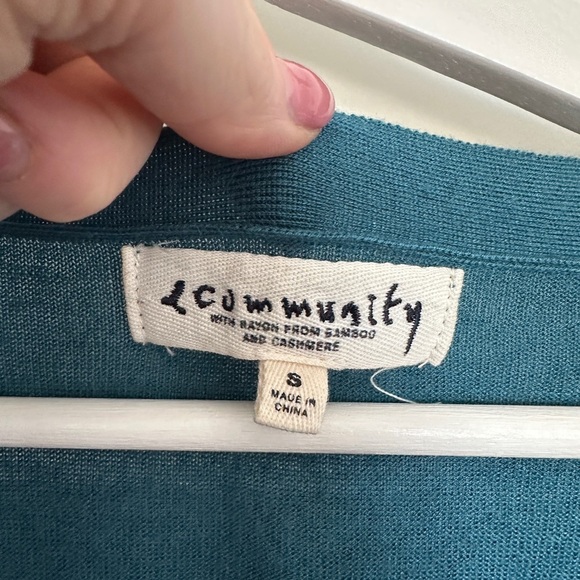 community
WITH RAYON FROM BAMBOO
AND CASHMERE
S
MADE IN
CHINA